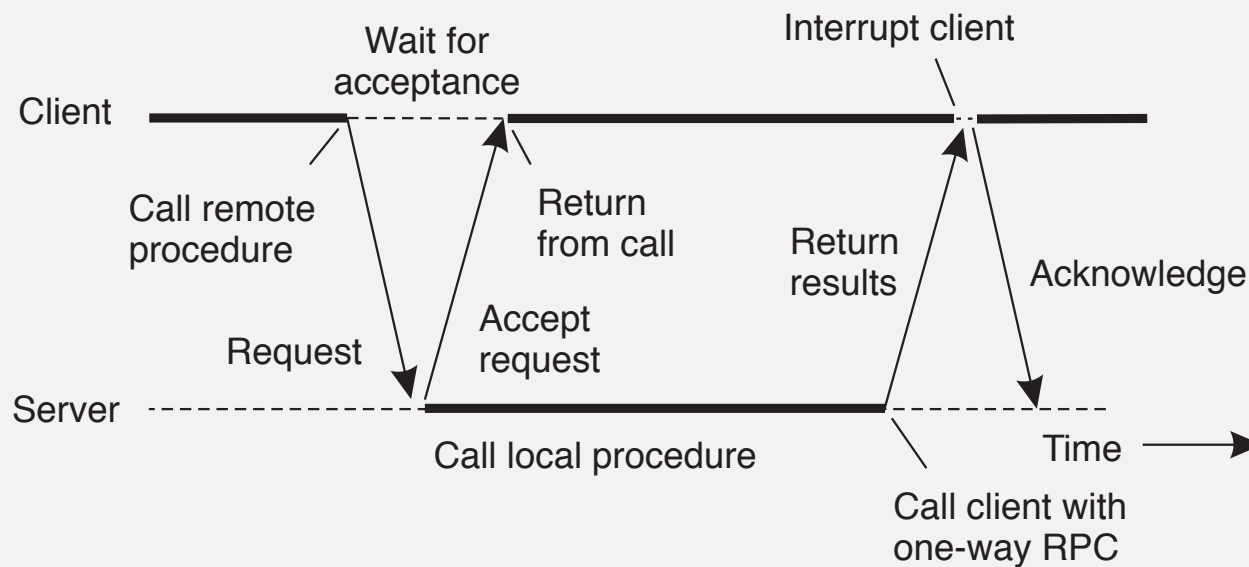 Interrupt client
Wait for
acceptance
Client
Call remote
procedure
Return
from call
Return
results
Acknowledge
Request
Accept
request
Server
Call local procedure
Time
Call client with
one-way RPC